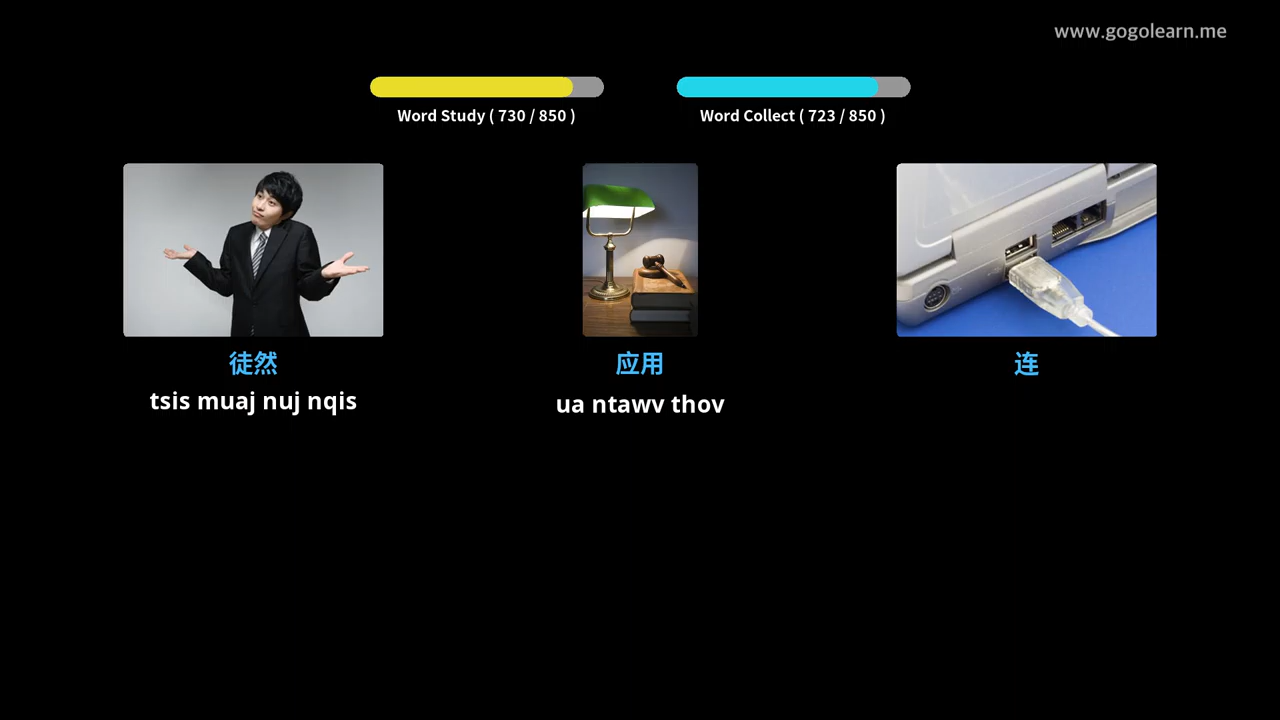 www.gogolearn.me
Word Study ( 730 / 850 )
Word Collect ( 723 / 850 )
徒然
应用
连
tsis muaj nuj nqis
ua ntawv thov